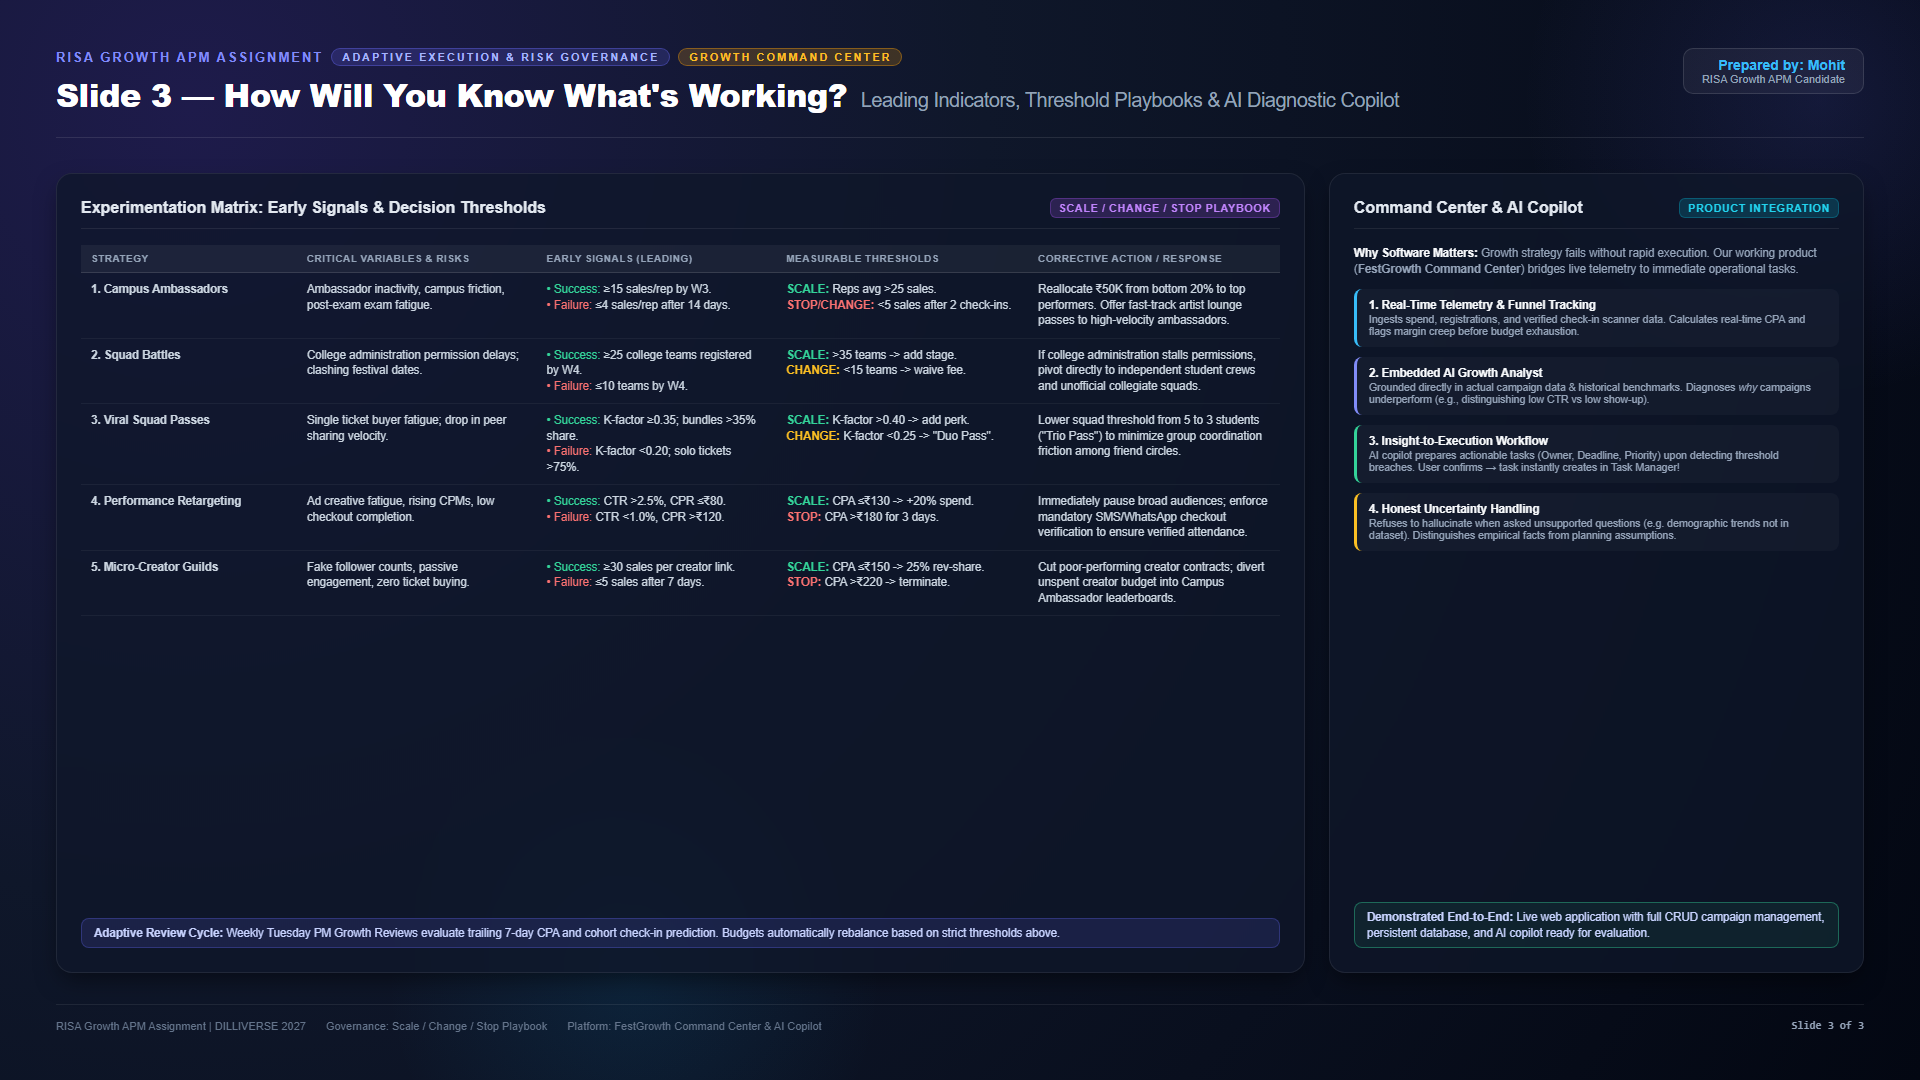 RISA GROWTH APM ASSIGNMENT ADAPTIVE EXECUTION & RISK GOVERNANCE GROWTH COMMAND CENTER
Slide 3 — How Will You Know What's Working? Leading Indicators, Threshold Playbooks & AI Diagnostic Copilot
Prepared by: Mohit
RISA Growth APM Candidate
Experimentation Matrix: Early Signals & Decision Thresholds SCALE / CHANGE / STOP PLAYBOOK
STRATEGY CRITICAL VARIABLES & RISKS EARLY SIGNALS (LEADING) MEASURABLE THRESHOLDS CORRECTIVE ACTION / RESPONSE
1. Campus Ambassadors
Ambassador inactivity, campus friction,
post-exam exam fatigue.
• Success: ≥15 sales/rep by W3.
• Failure: ≤4 sales/rep after 14 days.
SCALE: Reps avg >25 sales.
STOP/CHANGE: <5 sales after 2 check-ins.
Reallocate ₹50K from bottom 20% to top
performers. Offer fast-track artist lounge
passes to high-velocity ambassadors.
2. Squad Battles
College administration permission delays;
clashing festival dates.
• Success: ≥25 college teams registered
by W4.
• Failure: ≤10 teams by W4.
SCALE: >35 teams -> add stage.
CHANGE: <15 teams -> waive fee.
If college administration stalls permissions,
pivot directly to independent student crews
and unofficial collegiate squads.
3. Viral Squad Passes
Single ticket buyer fatigue; drop in peer
sharing velocity.
• Success: K-factor ≥0.35; bundles >35%
share.
• Failure: K-factor <0.20; solo tickets
>75%.
SCALE: K-factor >0.40 -> add perk.
CHANGE: K-factor <0.25 -> "Duo Pass".
Lower squad threshold from 5 to 3 students
("Trio Pass") to minimize group coordination
friction among friend circles.
4. Performance Retargeting
Ad creative fatigue, rising CPMs, low
checkout completion.
• Success: CTR >2.5%, CPR ≤₹80.
• Failure: CTR <1.0%, CPR >₹120.
SCALE: CPA ≤₹130 -> +20% spend.
STOP: CPA >₹180 for 3 days.
Immediately pause broad audiences; enforce
mandatory SMS/WhatsApp checkout
verification to ensure verified attendance.
5. Micro-Creator Guilds
Fake follower counts, passive
engagement, zero ticket buying.
• Success: ≥30 sales per creator link.
• Failure: ≤5 sales after 7 days.
SCALE: CPA ≤₹150 -> 25% rev-share.
STOP: CPA >₹220 -> terminate.
Cut poor-performing creator contracts; divert
unspent creator budget into Campus
Ambassador leaderboards.
Adaptive Review Cycle: Weekly Tuesday PM Growth Reviews evaluate trailing 7-day CPA and cohort check-in prediction. Budgets automatically rebalance based on strict thresholds above.
Command Center & AI Copilot PRODUCT INTEGRATION
Why Software Matters: Growth strategy fails without rapid execution. Our working product
(FestGrowth Command Center) bridges live telemetry to immediate operational tasks.
1. Real-Time Telemetry & Funnel Tracking
Ingests spend, registrations, and verified check-in scanner data. Calculates real-time CPA and
flags margin creep before budget exhaustion.
2. Embedded AI Growth Analyst
Grounded directly in actual campaign data & historical benchmarks. Diagnoses why campaigns
underperform (e.g., distinguishing low CTR vs low show-up).
3. Insight-to-Execution Workflow
AI copilot prepares actionable tasks (Owner, Deadline, Priority) upon detecting threshold
breaches. User confirms → task instantly creates in Task Manager!
4. Honest Uncertainty Handling
Refuses to hallucinate when asked unsupported questions (e.g. demographic trends not in
dataset). Distinguishes empirical facts from planning assumptions.
Demonstrated End-to-End: Live web application with full CRUD campaign management,
persistent database, and AI copilot ready for evaluation.
RISA Growth APM Assignment | DILLIVERSE 2027 Governance: Scale / Change / Stop Playbook Platform: FestGrowth Command Center & AI Copilot
Slide 3 of 3